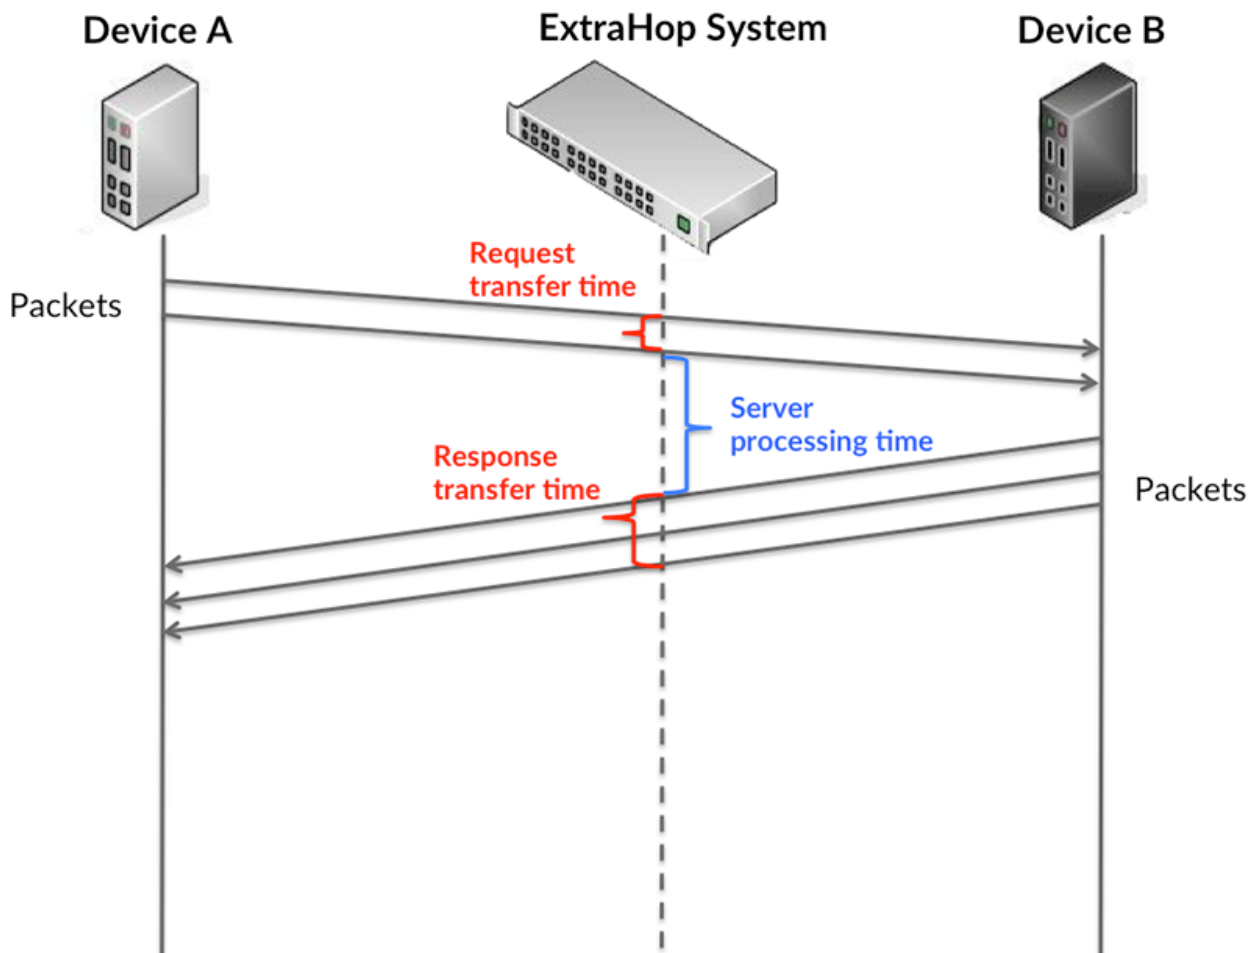 Device A
ExtraHop System
Device B
Request
transfer time
Packets
Server
processing time
Response
transfer time
Packets